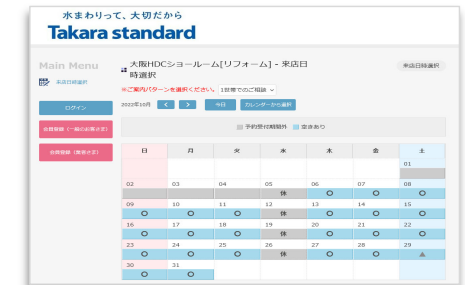 水まわりって、大切だから
Takara standard
Main Menu
来店日時選択
ログイン
会員登録（一般のお客さま）
会員登録（業者さま）
大阪HDCショールーム[リフォーム] - 来店日時選択
来店日時選択
※ご案内パターンを選択ください。 1世帯でのご相談
2022年10月 < > 今日 カレンダーから選択
予約受付期間外 空きあり
日 月 火 水 木 金 土
01
02 03 04 05 06 07 08
休 ○ ○ ○
09 10 11 12 13 14 15
○ ○ ○ 休 ○ ○ ○
16 17 18 19 20 21 22
○ ○ ○ 休 ○ ○ ○
23 24 25 26 27 28 29
○ ○ ○ 休 ○ ○ ▲
30 31
○ ○